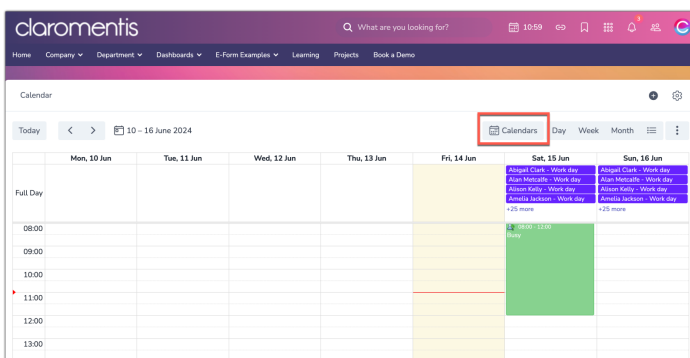 claromentis
What are you looking for?
10:59
3
Home Company Department Dashboards E-Form Examples Learning Projects Book a Demo
Calendar
Today 10 – 16 June 2024 Calendars Day Week Month
Mon, 10 Jun Tue, 11 Jun Wed, 12 Jun Thu, 13 Jun Fri, 14 Jun Sat, 15 Jun Sun, 16 Jun
Full Day
Abigail Clark - Work day Abigail Clark - Work day
Alan Metcalfe - Work day Alan Metcalfe - Work day
Alison Kelly - Work day Alison Kelly - Work day
Amelia Jackson - Work day Amelia Jackson - Work day
+25 more +25 more
08:00 08:00 - 12:00
Busy
09:00
10:00
11:00
12:00
13:00